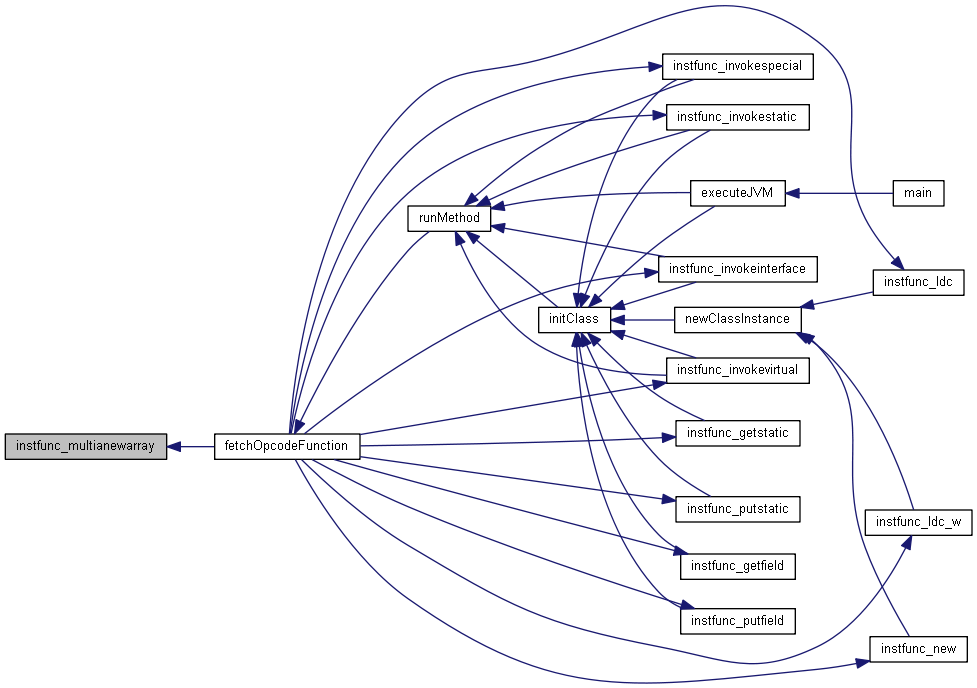 instfunc_invokespecial
instfunc_invokestatic
executeJVM
main
runMethod
instfunc_invokeinterface
instfunc_ldc
initClass
newClassInstance
instfunc_invokevirtual
instfunc_getstatic
instfunc_multianewarray
fetchOpcodeFunction
instfunc_putstatic
instfunc_ldc_w
instfunc_getfield
instfunc_putfield
instfunc_new